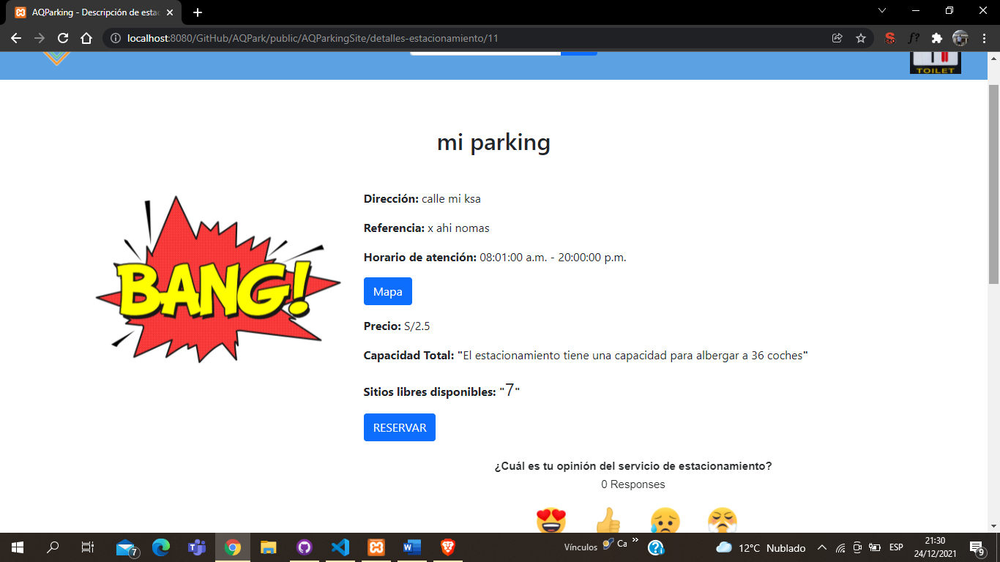 AQParking - Descripción de esta
localhost:8080/GitHub/AQPark/public/AQParkingSite/detalles-estacionamiento/11
SEO
f?
TOILET
mi parking
BANG!
Dirección: calle mi ksa
Referencia: x ahi nomas
Horario de atención: 08:01:00 a.m. - 20:00:00 p.m.
Mapa
Precio: S/2.5
Capacidad Total: "El estacionamiento tiene una capacidad para albergar a 36 coches"
Sitios libres disponibles: "7"
RESERVAR
¿Cuál es tu opinión del servicio de estacionamiento?
0 Responses
7
Vínculos
Ca
»
12°C Nublado
ESP
21:30
24/12/2021
9